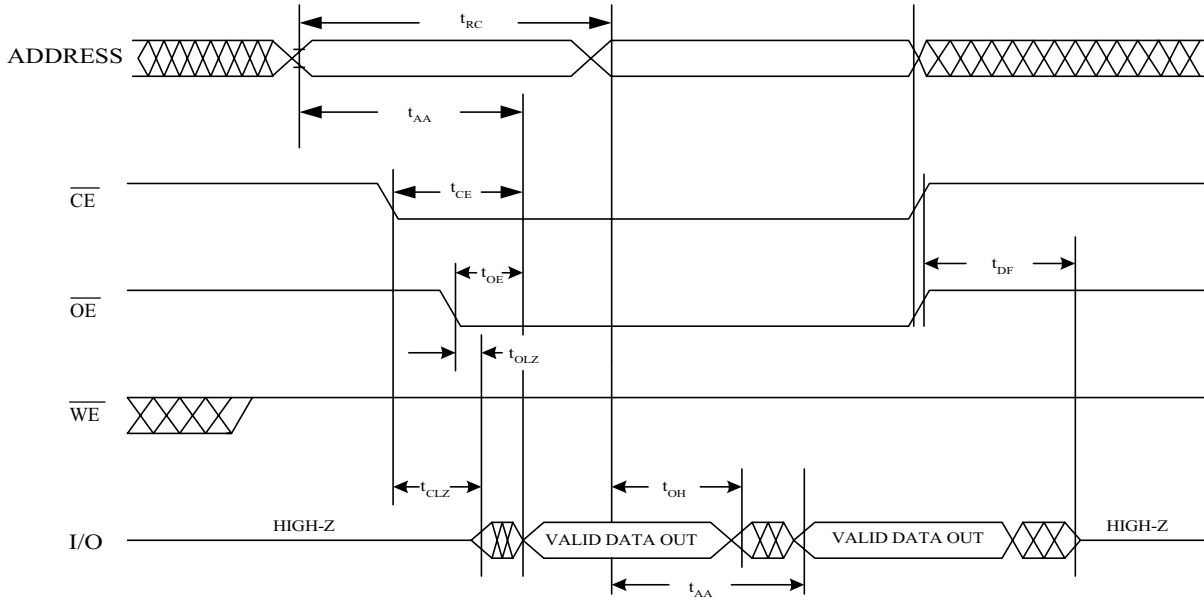 tRC
ADDRESS
tAA
CE
tCE
tOE
tDF
OE
tOLZ
WE
tCLZ
tOH
I/O
HIGH-Z
VALID DATA OUT
VALID DATA OUT
HIGH-Z
tAA